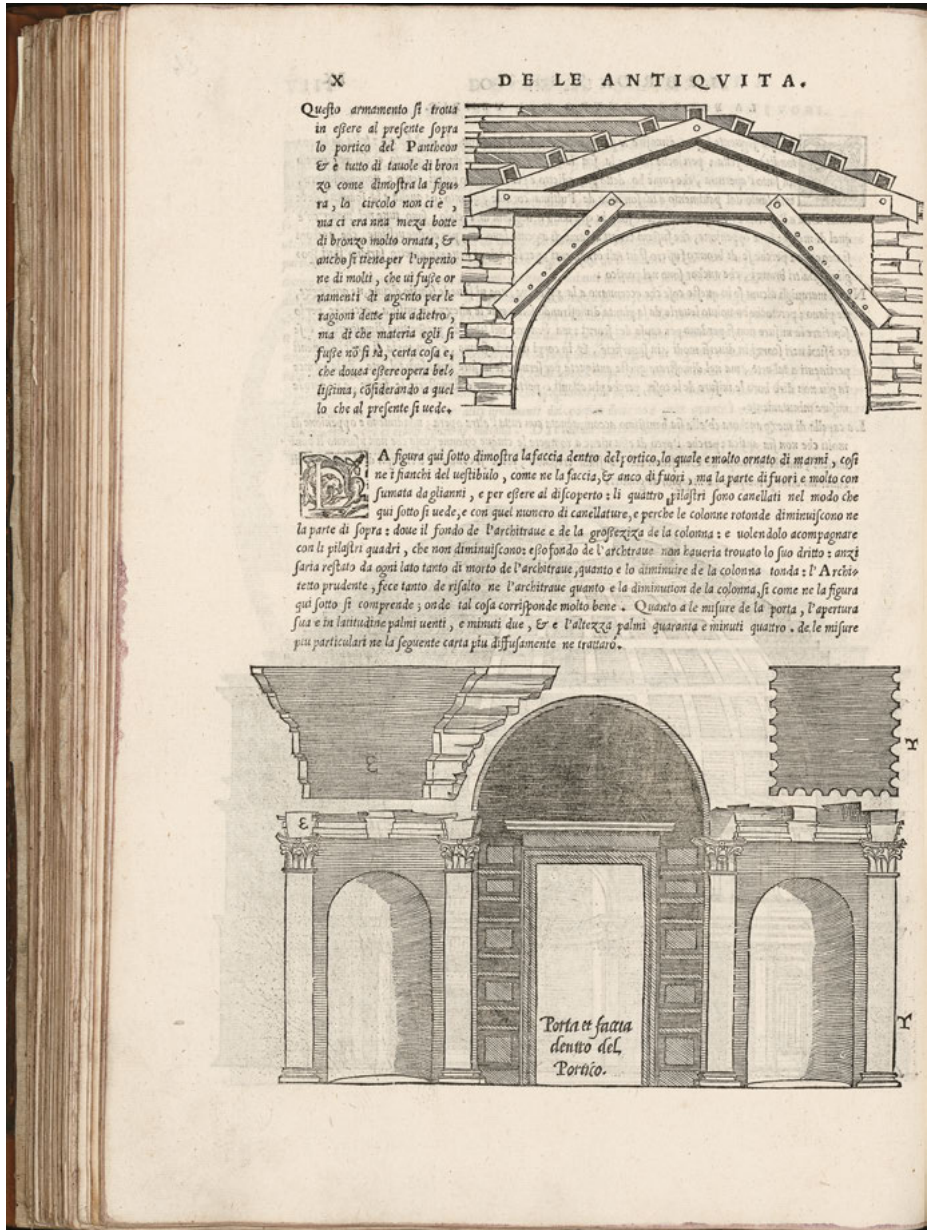 X DE LE ANTIQVITA.
Questo armamento si troua
in eßere al presente sopra
lo portico del Pantheon
& è tutto di tauole di bron
zo come dimostra la figu-
ra, lo circolo non ci è,
ma ci era una meza botte
di bronzo molto ornata, &
ancho si tiene per l'oppenio
ne di molti, che ui fuße or
namenti di argento per le
ragioni dette piu adietro,
ma di che materia egli si
fuße nō si sà, certa cosa e,
che douea eßere opera bel-
lißima, cōsiderando a quel
lo che al presente si uede.
A figura qui sotto dimostra la faccia dentro del portico, lo quale e molto ornato di marmi, cosi
ne i fianchi del uestibulo, come ne la faccia, & anco di fuori, ma la parte di fuori e molto con
sumata da gli anni, e per eßere al discoperto: li quattro pilastri sono canellati nel modo che
qui sotto si uede, e con quel numero di canellature, e perche le colonne rotonde diminuiscono ne
la parte di sopra: doue il fondo de l'architraue e de la großeziza de la colonna: e uolendolo acompagnare
con li pilastri quadri, che non diminuiscono: eßo fondo de l'architraue non haueria trouato lo suo dritto: anzi
saria restato da ogni lato tanto di morto de l'architraue, quanto e lo diminuire de la colonna tonda: l'Archi-
tetto prudente, fece tanto de risalto ne l'architraue quanto e la diminution de la colonna, si come ne la figura
qui sotto si comprende; onde tal cosa corrisponde molto bene. Quanto a le misure de la porta, l'apertura
sua e in latitudine palmi uenti, e minuti due, & e l'altezza palmi quaranta e minuti quattro. de le misure
piu particulari ne la seguente carta piu diffusamente ne trattarò.
Porta et faccia
dentro del
Portico.